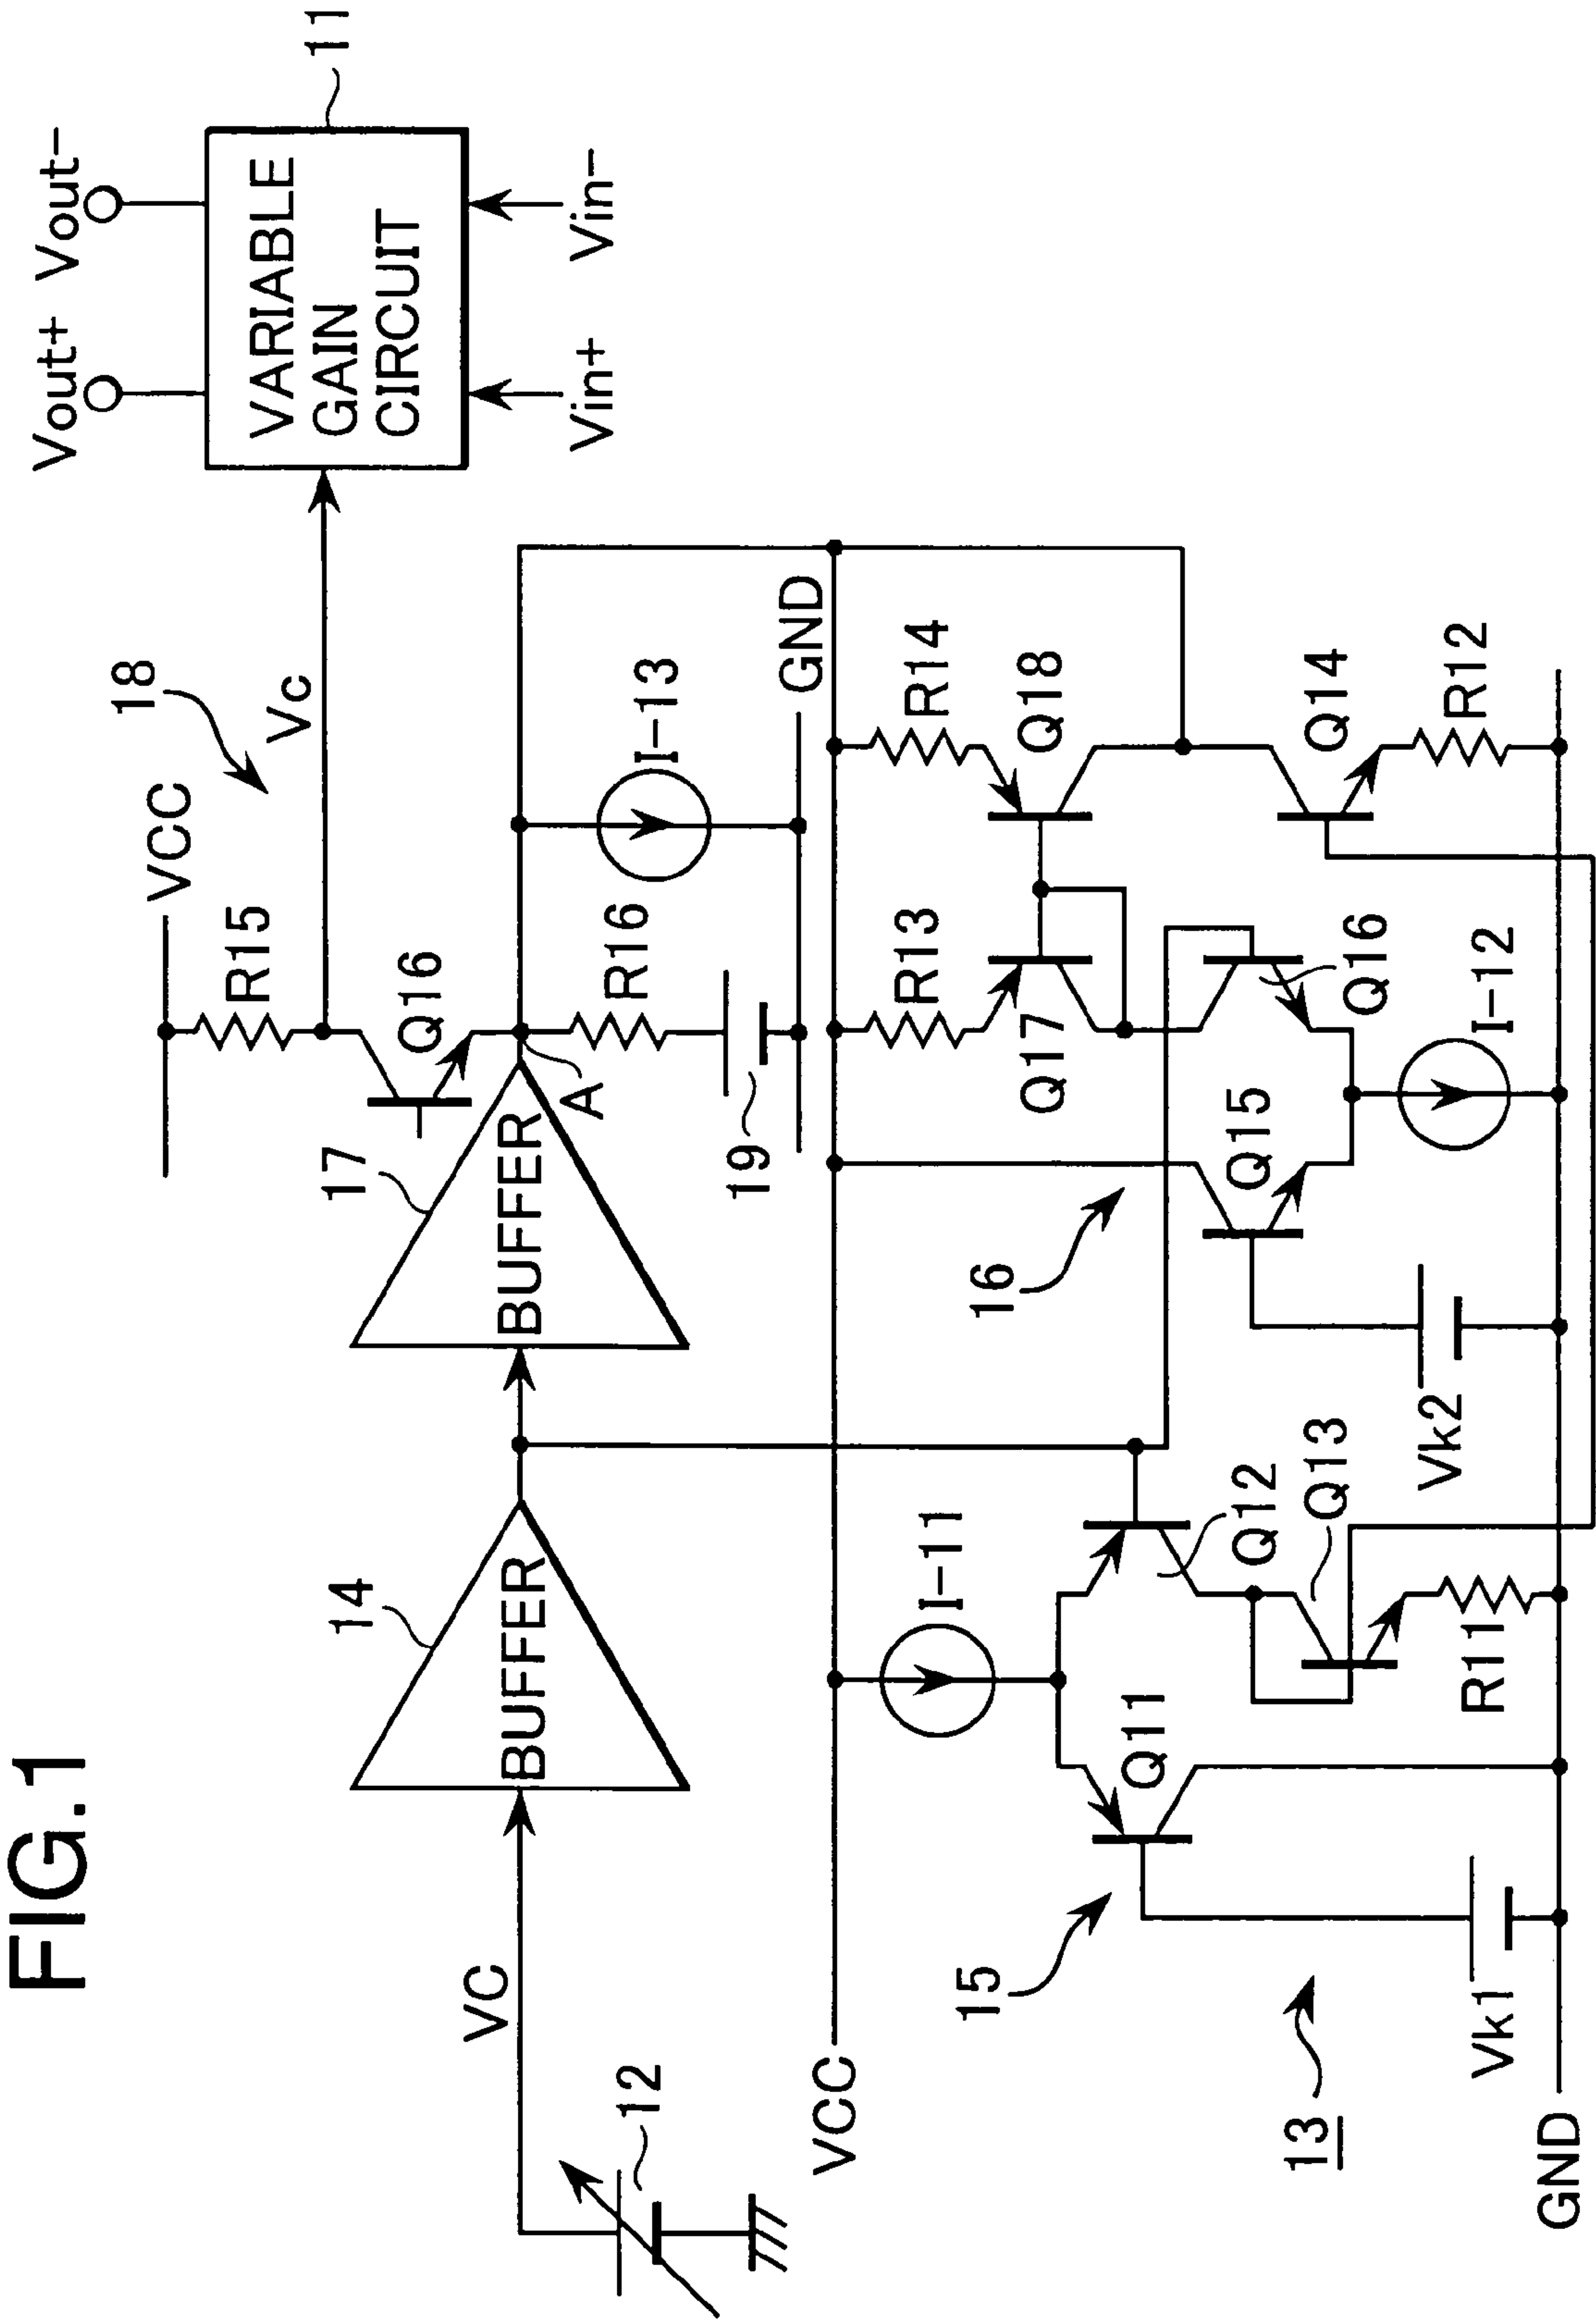 FIG.1
VCC
18
Vout+ Vout-
R15
Vc
VARIABLE
GAIN
CIRCUIT
11
17
Q16
14
VC
BUFFER
BUFFER
A
R16
I-13
Vin+
Vin-
12
19
GND
VCC
I-11
R13
R14
15
16
Q17
Q18
Q11
Q12
Q15
13
Q13
Q16
Q14
Vk1
R11
Vk2
I-12
R12
GND